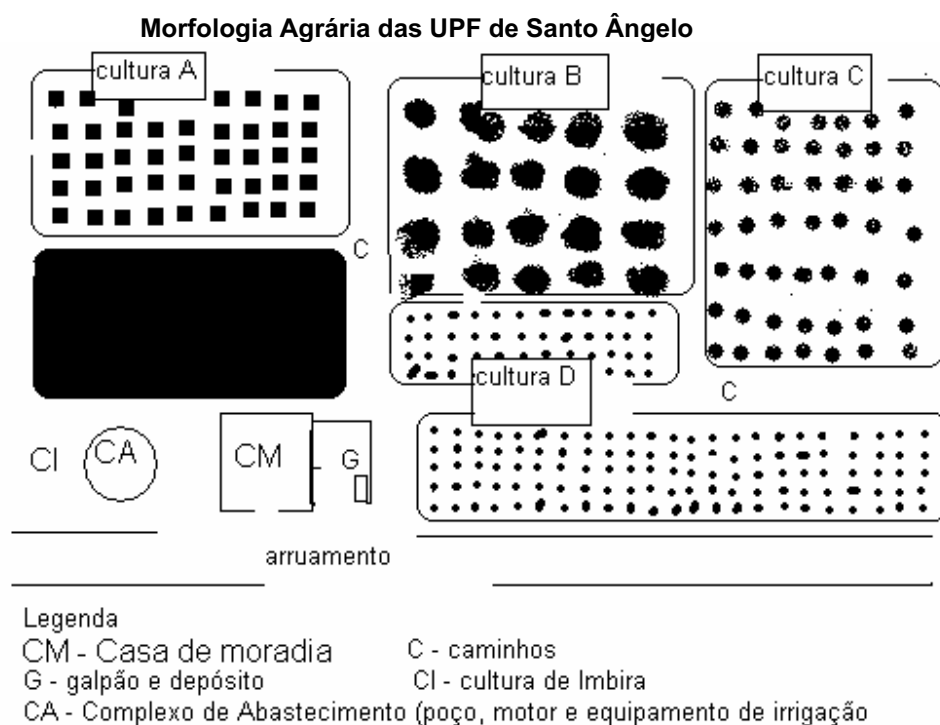 Morfologia Agrária das UPF de Santo Ângelo
cultura A
cultura B
cultura C
C
cultura D
C
CI
CA
CM
G
arruamento
Legenda
CM - Casa de moradia
C - caminhos
G - galpão e depósito
CI - cultura de Imbira
CA - Complexo de Abastecimento (poço, motor e equipamento de irrigação